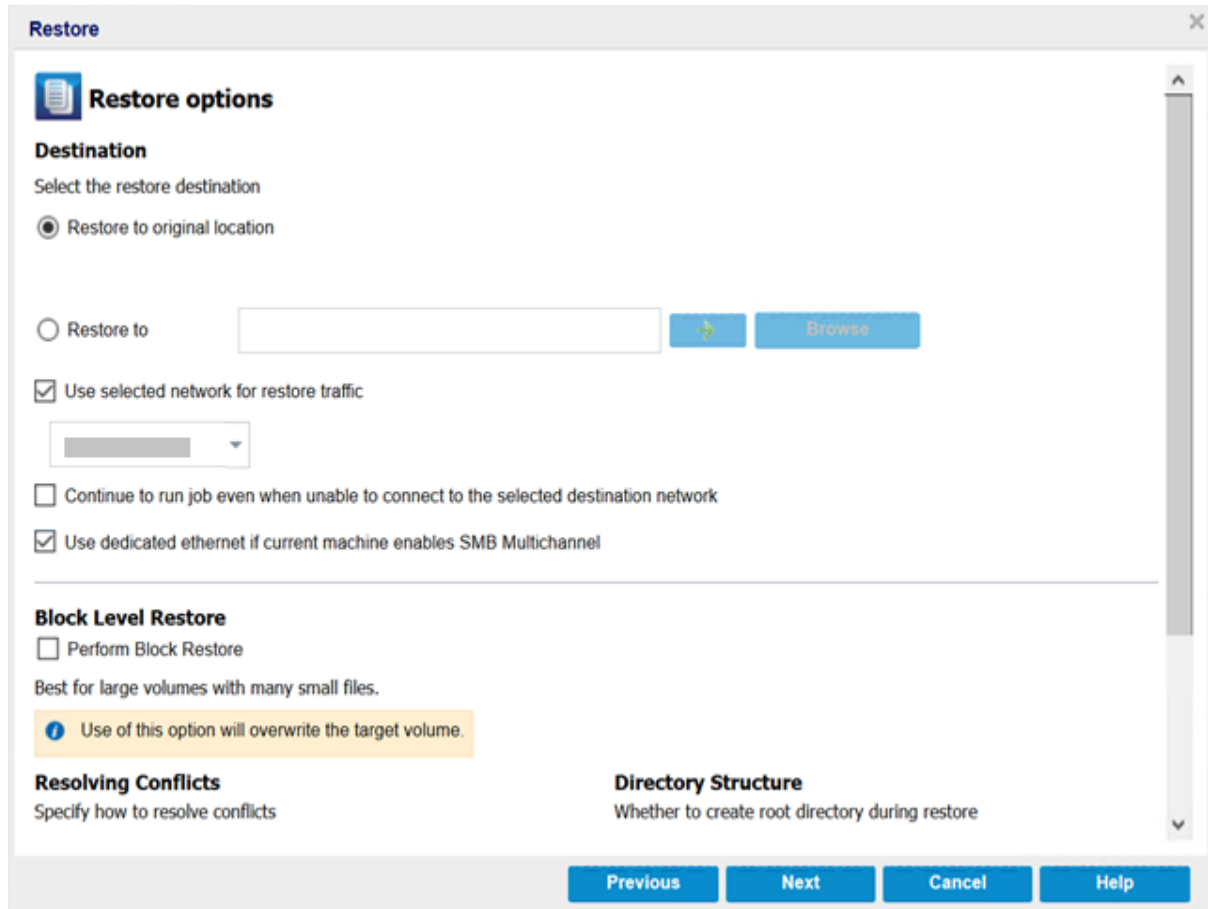 Restore
Restore options
Destination
Select the restore destination
Restore to original location
Restore to
Browse
Use selected network for restore traffic
Continue to run job even when unable to connect to the selected destination network
Use dedicated ethernet if current machine enables SMB Multichannel
Block Level Restore
Perform Block Restore
Best for large volumes with many small files.
Use of this option will overwrite the target volume.
Resolving Conflicts
Specify how to resolve conflicts
Directory Structure
Whether to create root directory during restore
Previous
Next
Cancel
Help